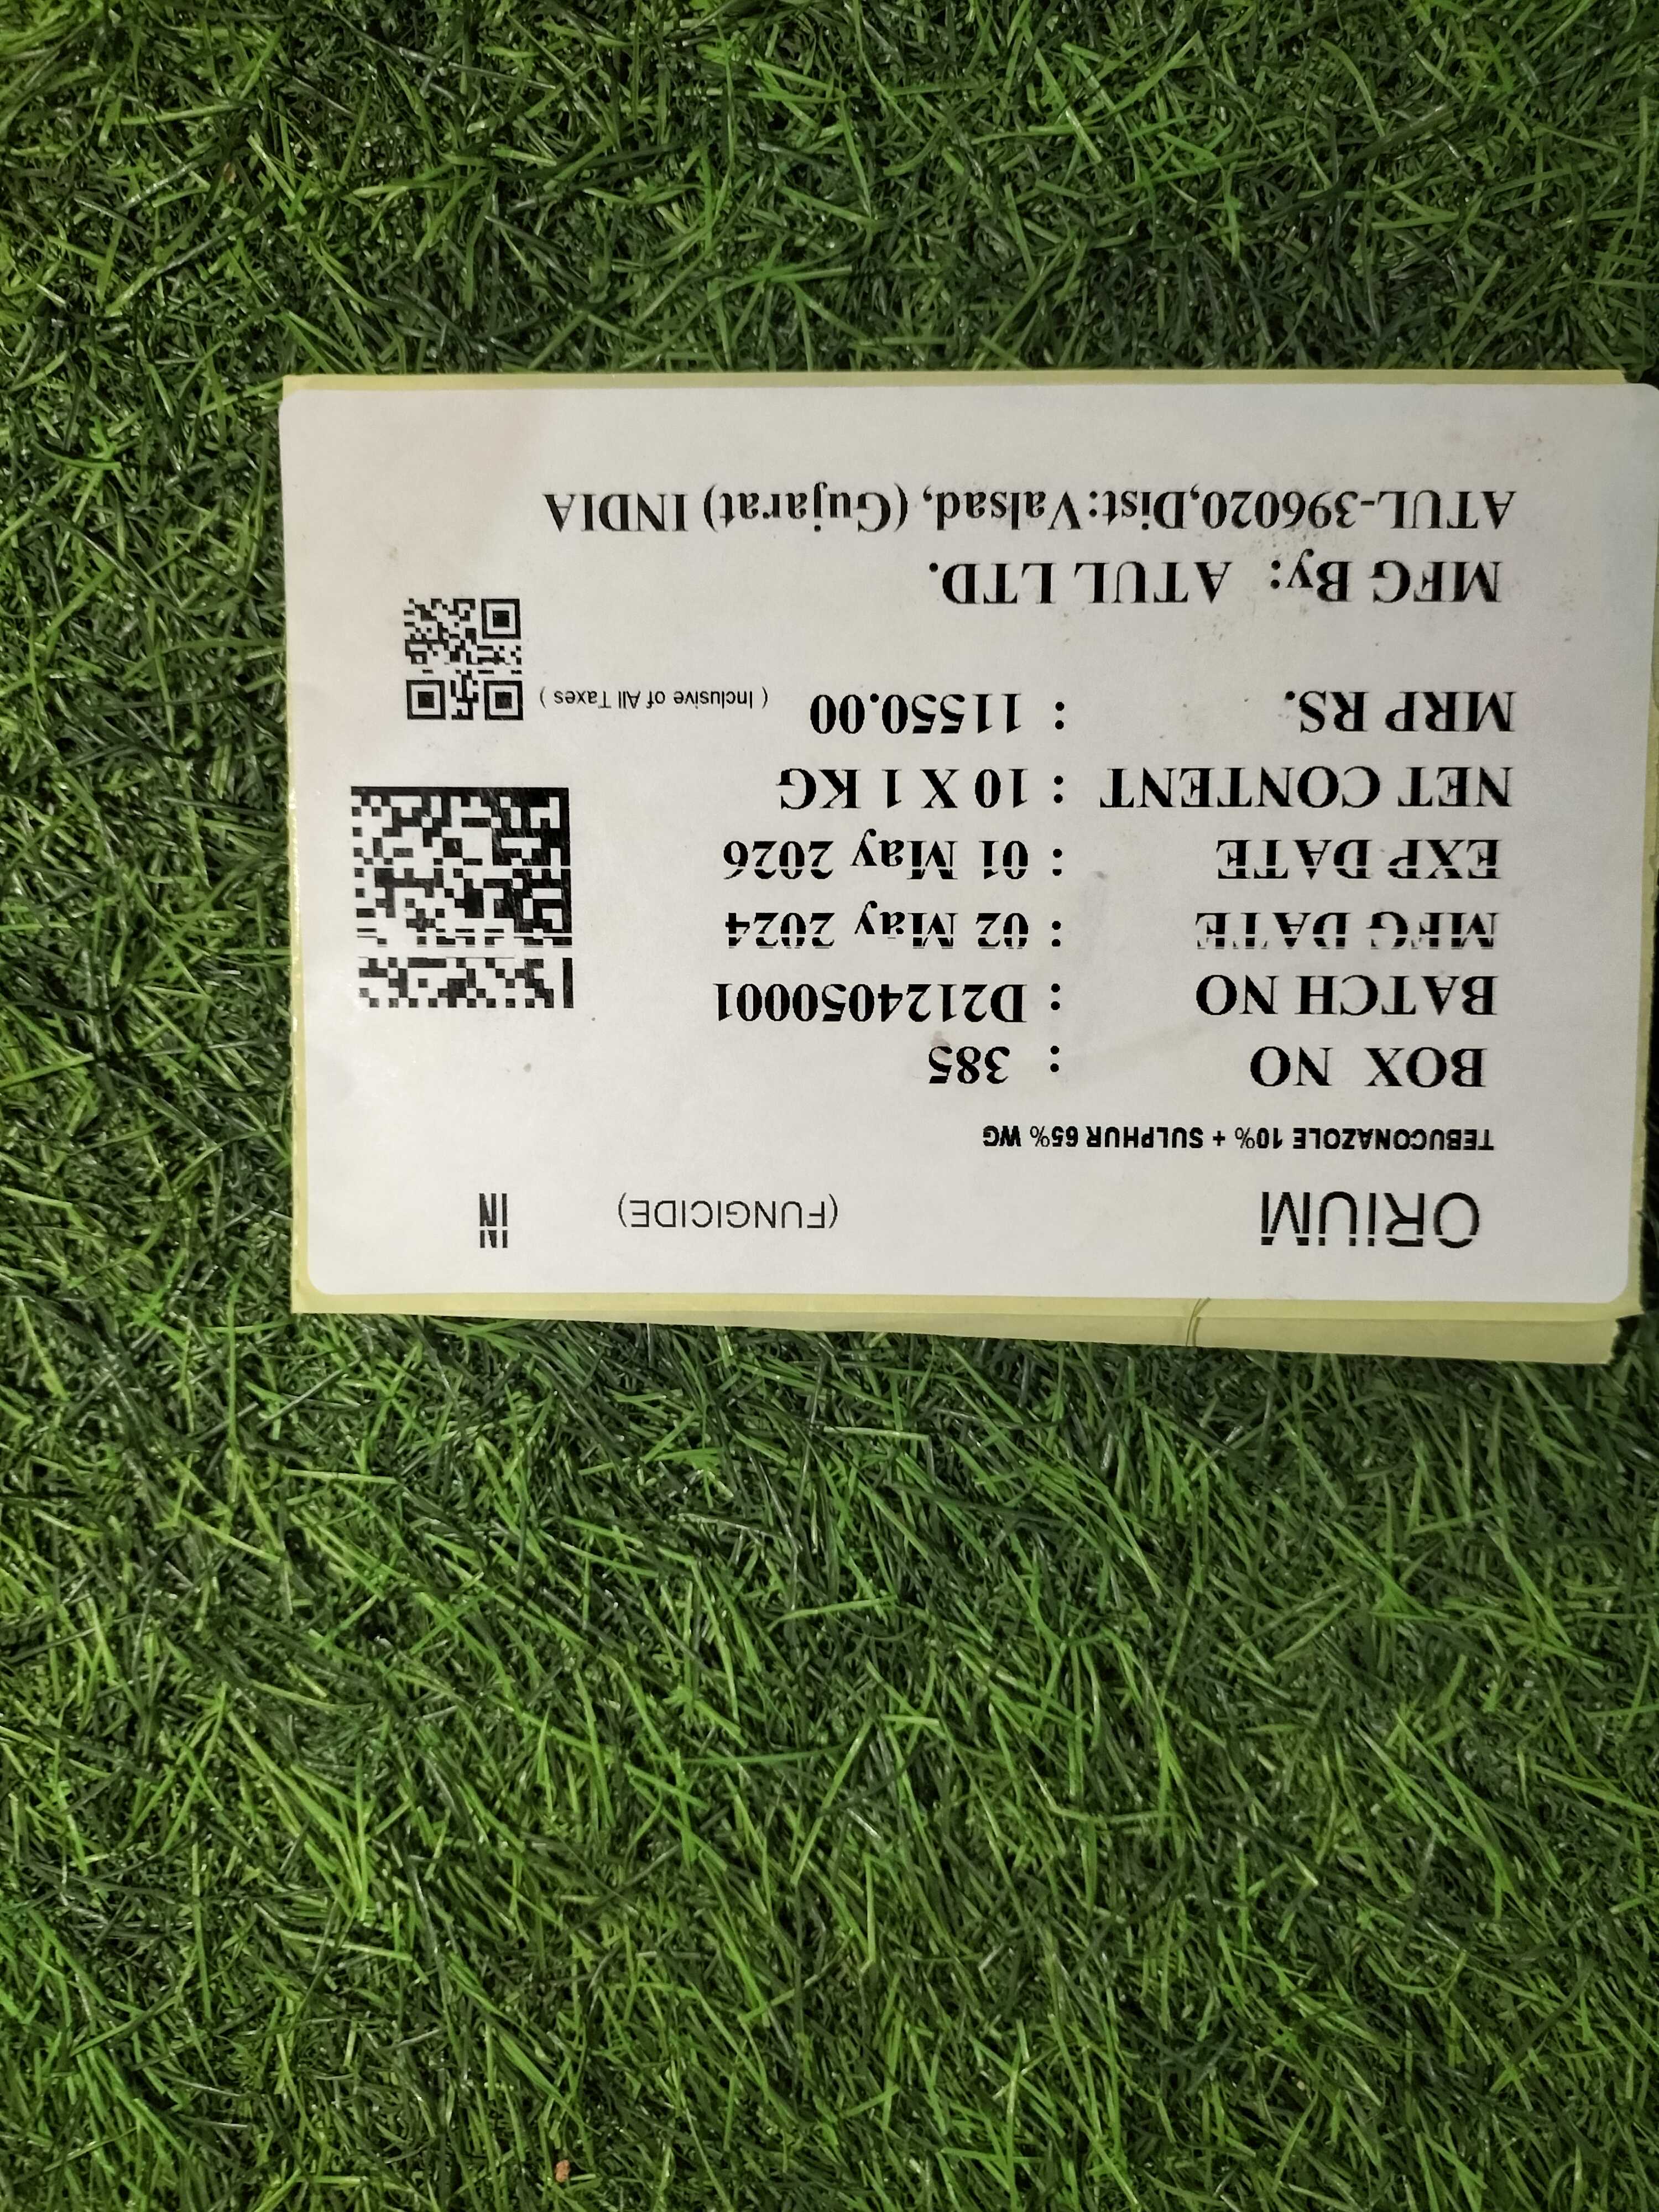 ORiUM (FUNGICIDE) IN
TEBUCONAZOLE 10% + SULPHUR 65% WG
BOX NO : 385
BATCH NO : D2124050001
MFG DATE : 02 May 2024
EXP DATE : 01 May 2026
NET CONTENT : 10 X 1 KG
MRP RS. : 11550.00 ( Inclusive of All Taxes )
MFG By: ATUL LTD.
ATUL-396020,Dist:Valsad, (Gujarat) INDIA